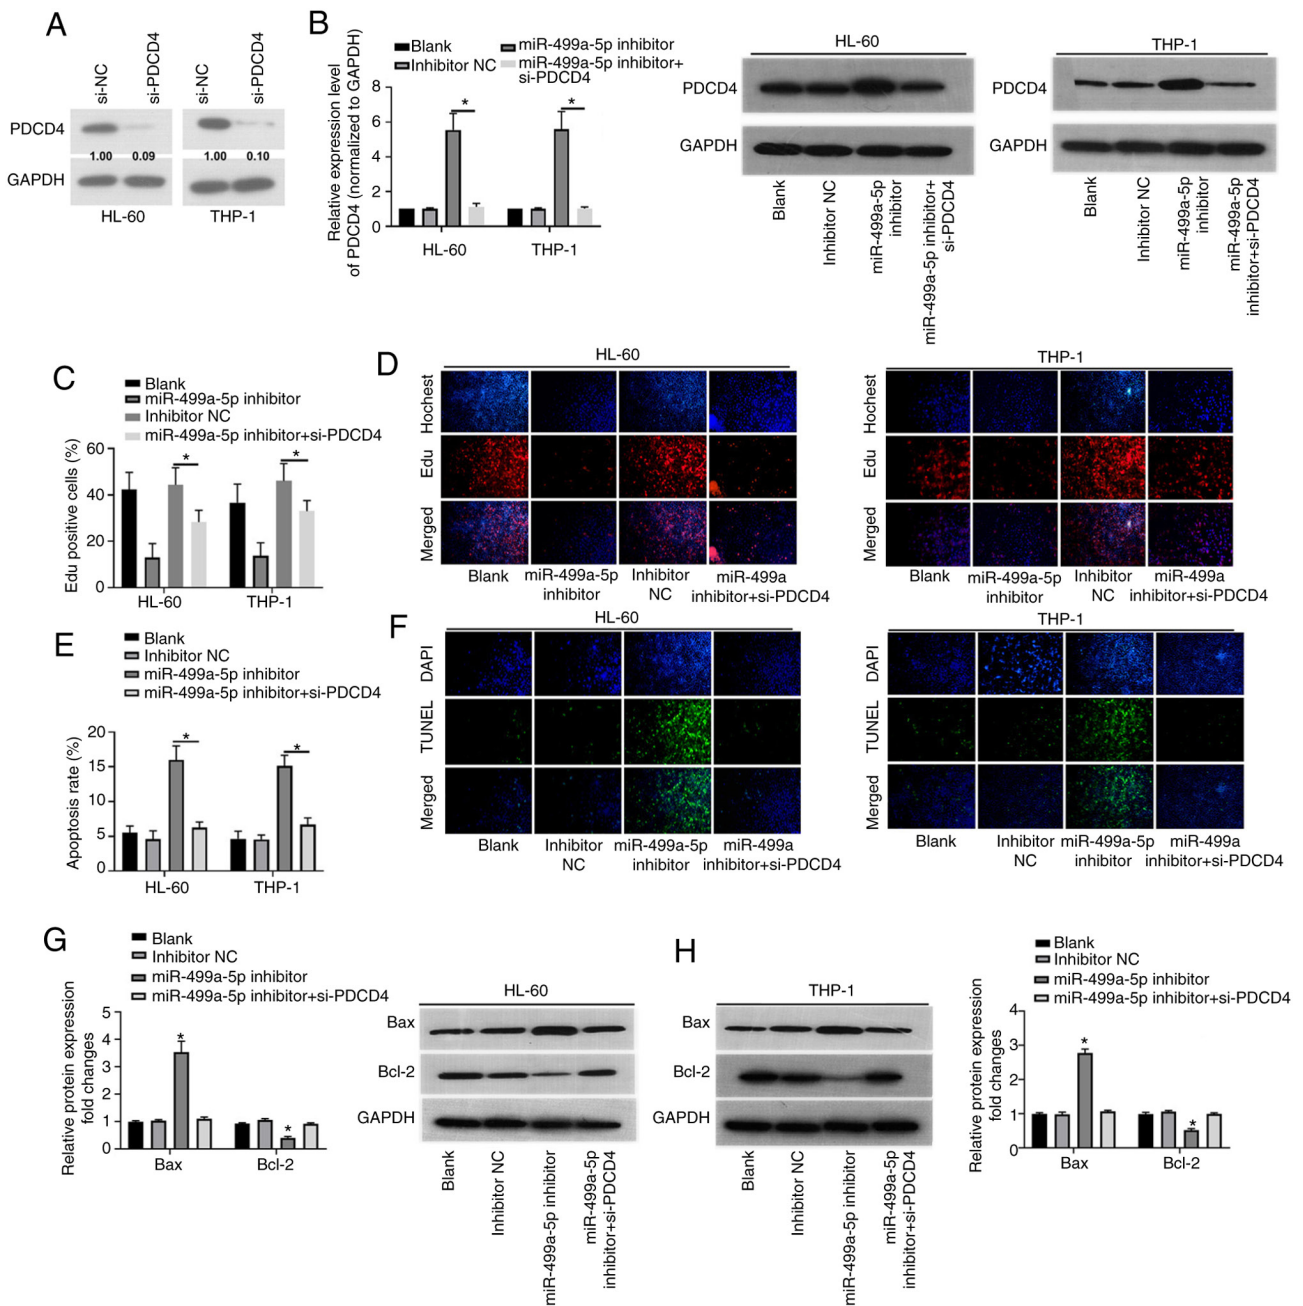 A
si-NC
si-PDCD4
si-NC
si-PDCD4
PDCD4
1.00 0.09 1.00 0.10
GAPDH
HL-60 THP-1
B
Blank
Inhibitor NC
miR-499a-5p inhibitor
miR-499a-5p inhibitor+
si-PDCD4
Relative expression level
of PDCD4 (normalized to GAPDH)
8
6
4
2
0
*
*
HL-60 THP-1
HL-60
PDCD4
GAPDH
Blank
Inhibitor NC
miR-499a-5p
inhibitor
miR-499a-5p inhibitor+
si-PDCD4
THP-1
PDCD4
GAPDH
Blank
Inhibitor NC
miR-499a-5p
inhibitor
miR-499a-5p
inhibitor+si-PDCD4
C
Blank
miR-499a-5p inhibitor
Inhibitor NC
miR-499a-5p inhibitor+si-PDCD4
Edu positive cells (%)
60
40
20
0
*
*
HL-60 THP-1
D
HL-60
Hochest
Edu
Merged
Blank
miR-499a-5p
inhibitor
Inhibitor
NC
miR-499a
inhibitor+si-PDCD4
THP-1
Hochest
Edu
Merged
Blank
miR-499a-5p
inhibitor
Inhibitor
NC
miR-499a
inhibitor+si-PDCD4
E
Blank
Inhibitor NC
miR-499a-5p inhibitor
miR-499a-5p inhibitor+si-PDCD4
Apoptosis rate (%)
20
15
10
5
0
*
*
HL-60 THP-1
F
HL-60
DAPI
TUNEL
Merged
Blank
Inhibitor
NC
miR-499a-5p
inhibitor
miR-499a
inhibitor+si-PDCD4
THP-1
DAPI
TUNEL
Merged
Blank
Inhibitor
NC
miR-499a-5p
inhibitor
miR-499a
inhibitor+si-PDCD4
G
Blank
Inhibitor NC
miR-499a-5p inhibitor
miR-499a-5p inhibitor+si-PDCD4
Relative protein expression
fold changes
5
4
3
2
1
0
*
*
Bax Bcl-2
HL-60
Bax
Bcl-2
GAPDH
Blank
Inhibitor NC
miR-499a-5p inhibitor
miR-499a-5p
inhibitor+si-PDCD4
H
THP-1
Bax
Bcl-2
GAPDH
Blank
Inhibitor NC
miR-499a-5p inhibitor
miR-499a-5p
inhibitor+si-PDCD4
Blank
Inhibitor NC
miR-499a-5p inhibitor
miR-499a-5p inhibitor+si-PDCD4
Relative protein expression
fold changes
4
3
2
1
0
*
*
Bax Bcl-2